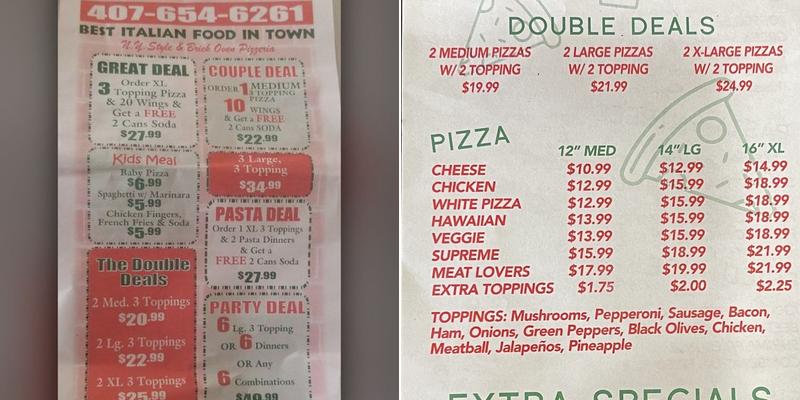 407-654-6261
BEST ITALIAN FOOD IN TOWN
N.Y. Style & Brick Oven Pizzeria
GREAT DEAL
3 Order XL
Topping Pizza
& 20 Wings &
Get a FREE
2 Cans Soda
$27.99
COUPLE DEAL
ORDER 1 MEDIUM
3 TOPPING
PIZZA
10 WINGS
& Get a FREE
2 Cans SODA
$22.99
Kids Meal
Baby Pizza
$6.99
Spaghetti w/ Marinara
$5.99
Chicken Fingers,
French Fries & Soda
$5.99
3 Large,
3 Topping
$34.99
PASTA DEAL
Order 1 XL 3 Toppings
& 2 Pasta Dinners
& Get a
FREE 2 Cans Soda
$27.99
The Double
Deals
2 Med. 3 Toppings
$20.99
2 Lg. 3 Toppings
$22.99
2 XL 3 Toppings
$25.99
PARTY DEAL
6 Lg. 3 Topping
OR 6 Dinners
OR Any
6 Combinations
$49.99
DOUBLE DEALS
2 MEDIUM PIZZAS 2 LARGE PIZZAS 2 X-LARGE PIZZAS
W/ 2 TOPPING W/ 2 TOPPING W/ 2 TOPPING
$19.99 $21.99 $24.99
PIZZA 12" MED 14" LG 16" XL
CHEESE $10.99 $12.99 $14.99
CHICKEN $12.99 $15.99 $18.99
WHITE PIZZA $12.99 $15.99 $18.99
HAWAIIAN $13.99 $15.99 $18.99
VEGGIE $13.99 $15.99 $18.99
SUPREME $15.99 $18.99 $21.99
MEAT LOVERS $17.99 $19.99 $21.99
EXTRA TOPPINGS $1.75 $2.00 $2.25
TOPPINGS: Mushrooms, Pepperoni, Sausage, Bacon,
Ham, Onions, Green Peppers, Black Olives, Chicken,
Meatball, Jalapeños, Pineapple
EXTRA SPECIALS